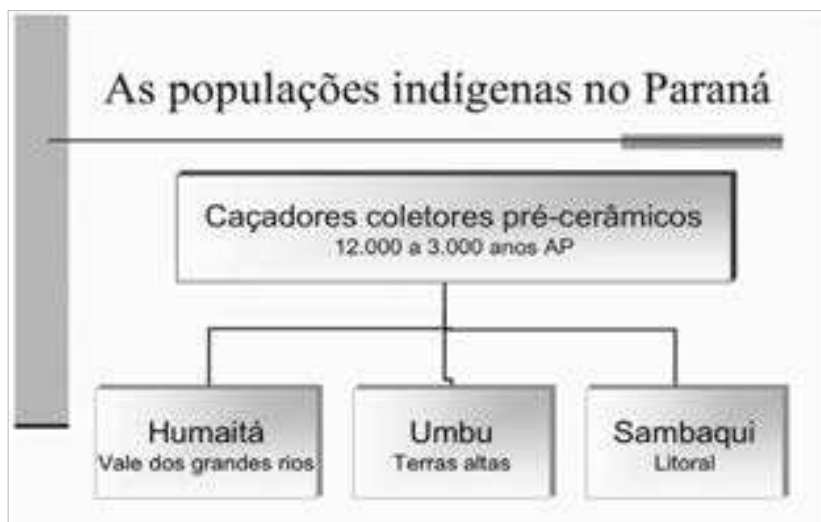 As populações indígenas no Paraná
Caçadores coletores pré-cerâmicos
12.000 a 3.000 anos AP
Humaitá
Vale dos grandes rios
Umbu
Terras altas
Sambaqui
Litoral